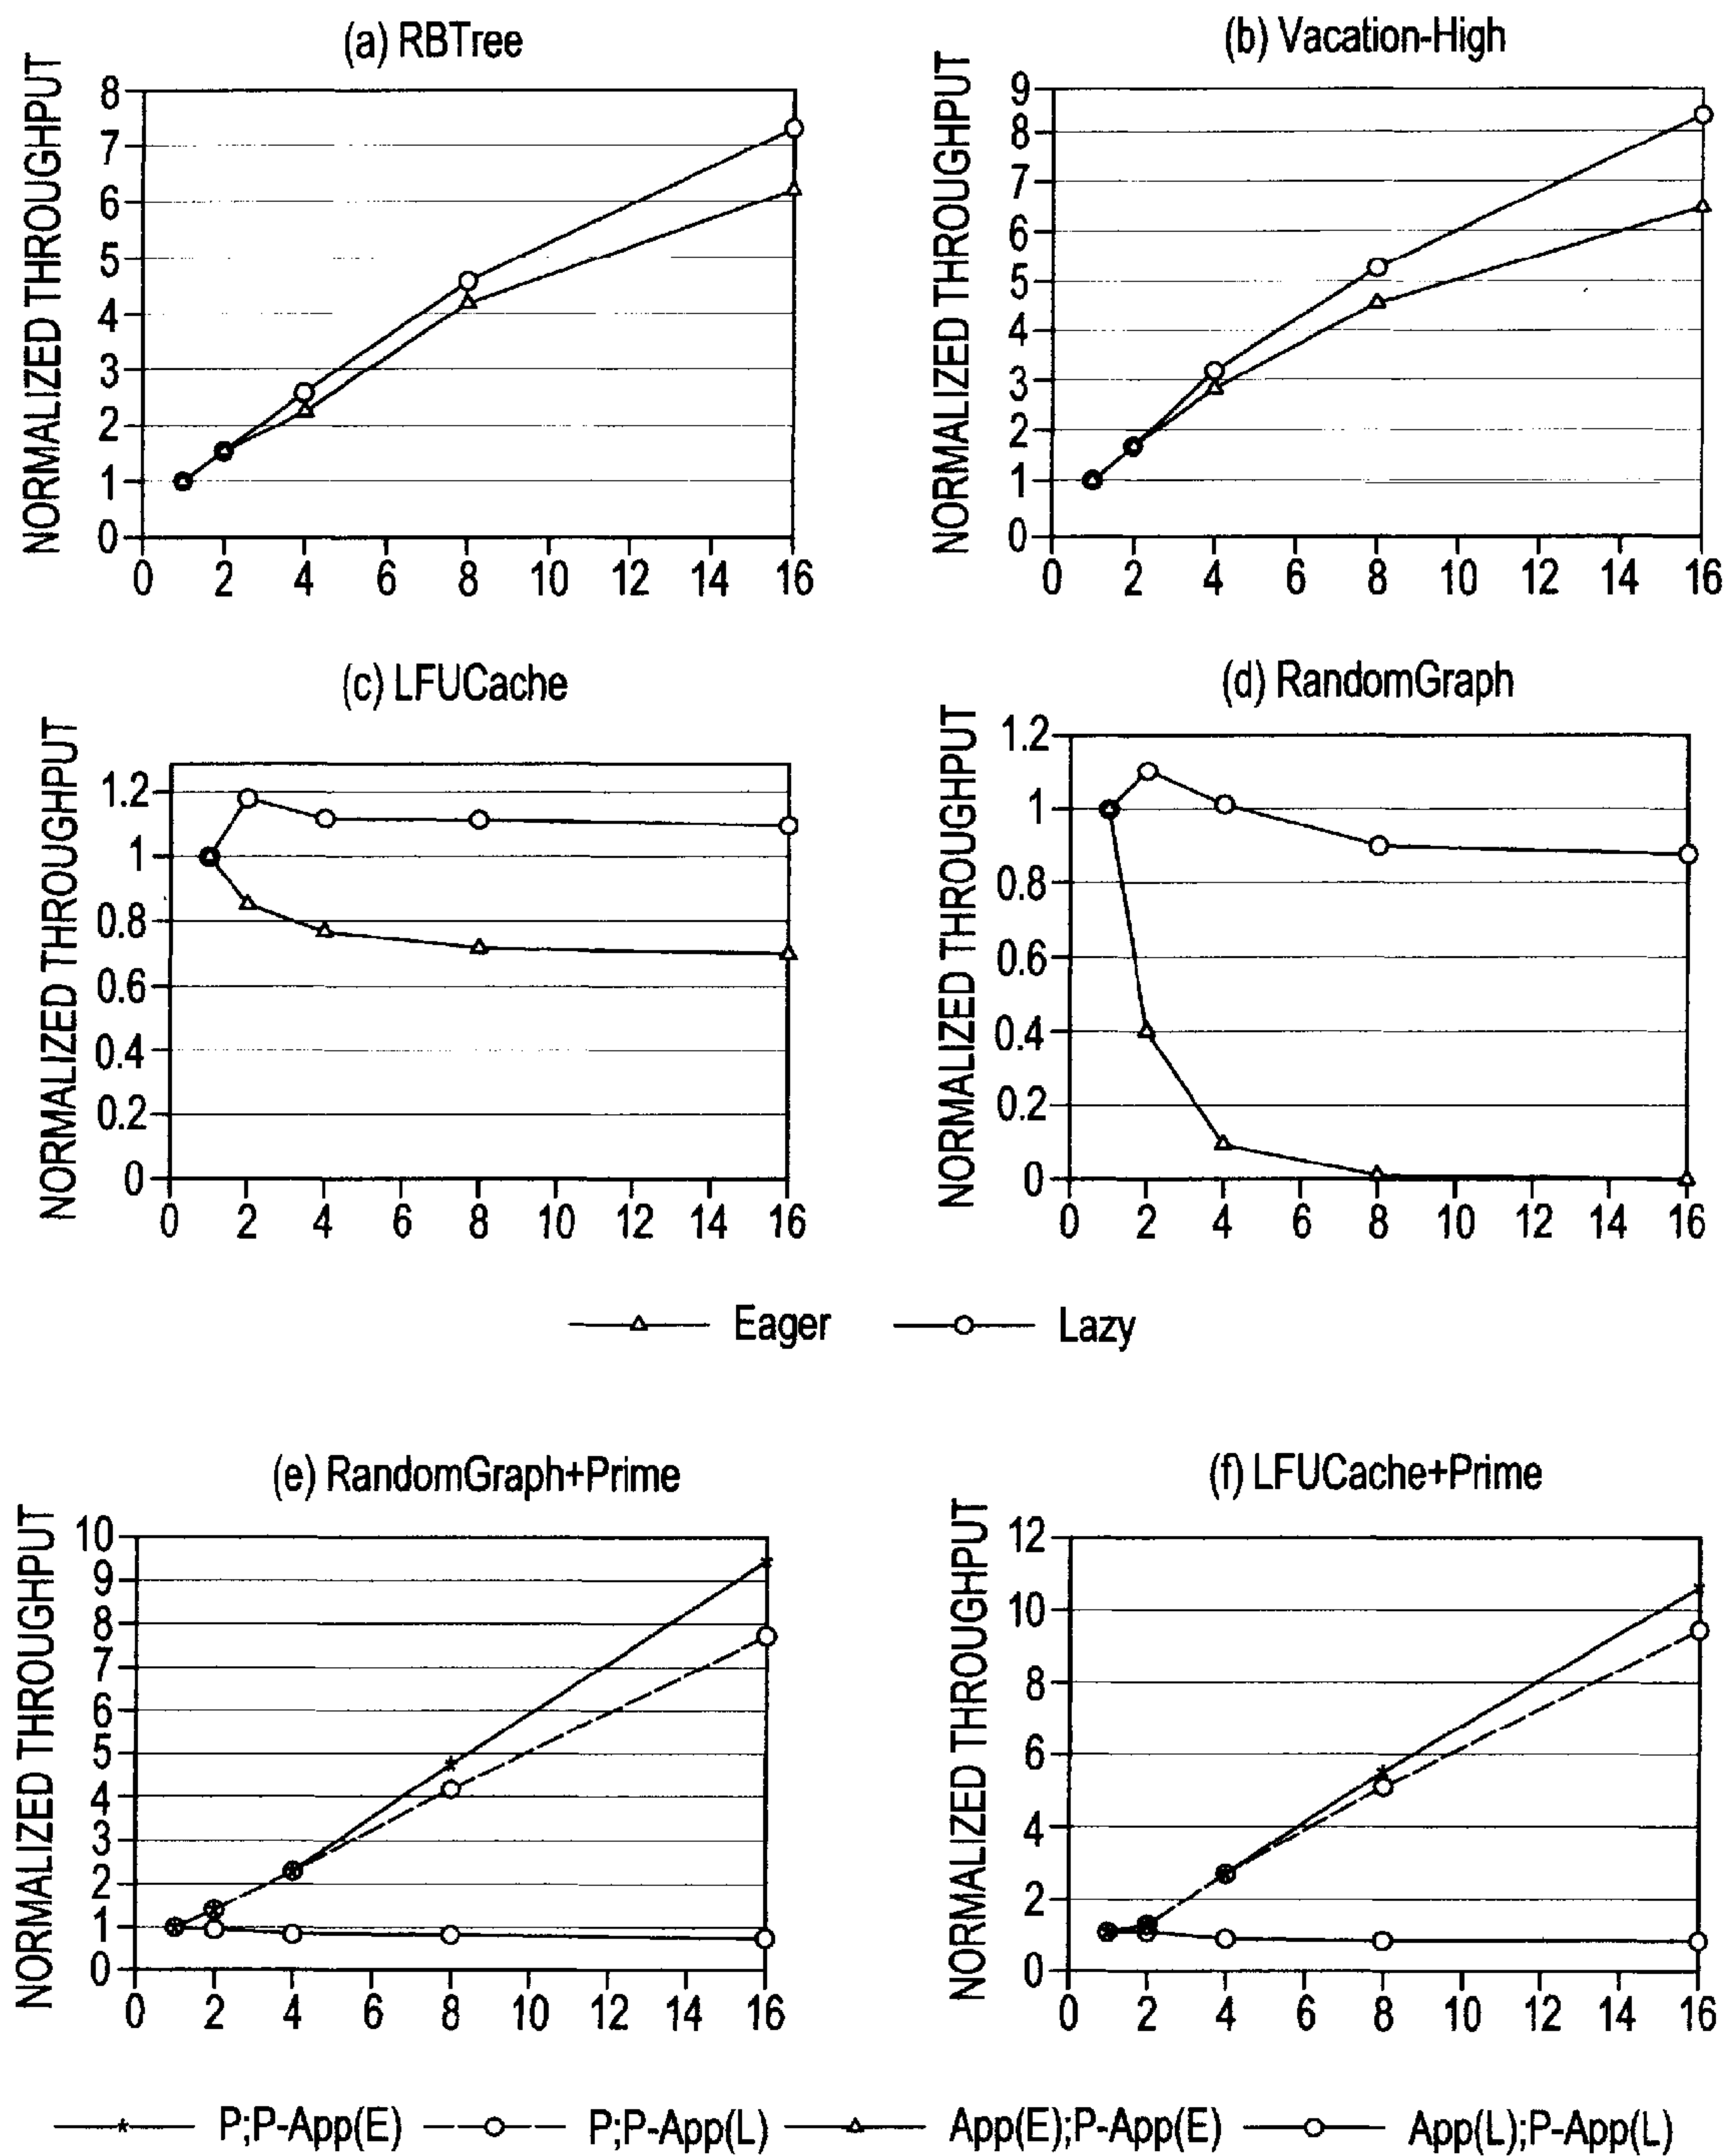 (a) RBTree
NORMALIZED THROUGHPUT
8
7
6
5
4
3
2
1
0
0 2 4 6 8 10 12 14 16
(b) Vacation-High
NORMALIZED THROUGHPUT
9
8
7
6
5
4
3
2
1
0
0 2 4 6 8 10 12 14 16
(c) LFUCache
NORMALIZED THROUGHPUT
1.2
1
0.8
0.6
0.4
0.2
0
0 2 4 6 8 10 12 14 16
(d) RandomGraph
NORMALIZED THROUGHPUT
1.2
1
0.8
0.6
0.4
0.2
0
0 2 4 6 8 10 12 14 16
Eager Lazy
(e) RandomGraph+Prime
NORMALIZED THROUGHPUT
10
9
8
7
6
5
4
3
2
1
0
0 2 4 6 8 10 12 14 16
(f) LFUCache+Prime
NORMALIZED THROUGHPUT
12
10
8
6
4
2
0
0 2 4 6 8 10 12 14 16
P;P-App(E) P;P-App(L) App(E);P-App(E) App(L);P-App(L)